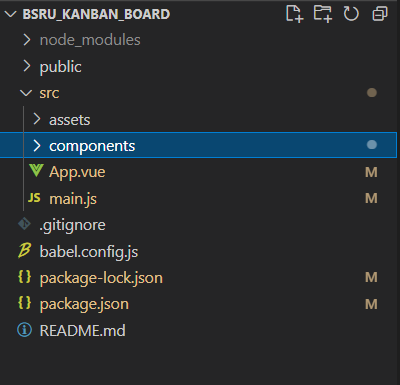 BSRU_KANBAN_BOARD
node_modules
public
src
assets
components
App.vue M
JS main.js M
.gitignore
babel.config.js
{} package-lock.json M
{} package.json M
README.md